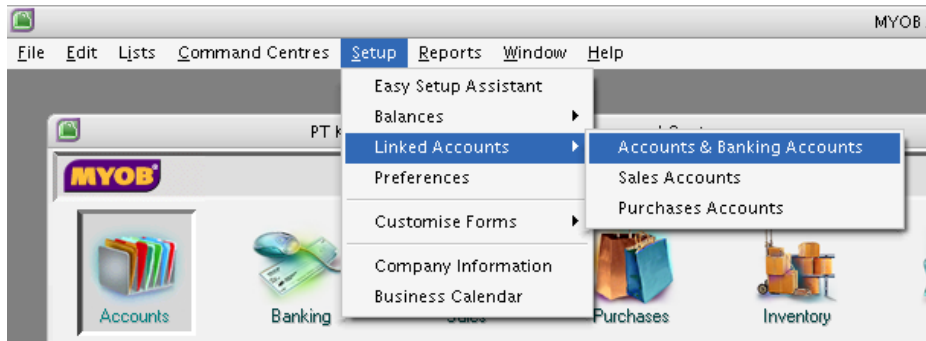 MYOB
File Edit Lists Command Centres Setup Reports Window Help
Easy Setup Assistant
Balances
PT
Linked Accounts
Accounts & Banking Accounts
MYOB
Preferences
Sales Accounts
Purchases Accounts
Customise Forms
Company Information
Business Calendar
Accounts Banking Sales Purchases Inventory